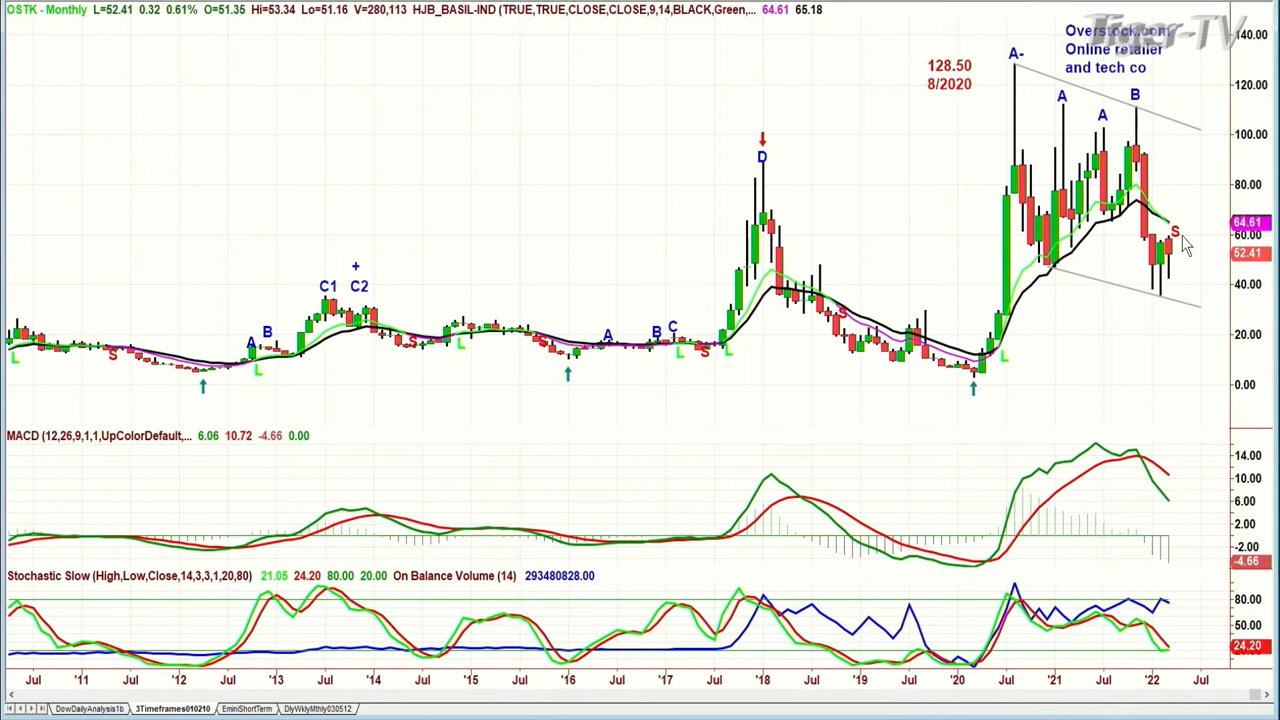 OSTK - Monthly L=52.41 0.32 0.61% O=51.35 Hi=53.34 Lo=51.16 V=280,113 HJB_BASIL-IND (TRUE,TRUE,CLOSE,CLOSE,9,14,BLACK,Green,... 64.61 65.18
Tiger-TV
Overstock.com
Online retailer
and tech co
128.50
8/2020
A-
A
A
B
D
+
C1 C2
A B
A B C
L S L S L S L S L S L S
140.00
120.00
100.00
80.00
64.61
60.00
52.41
40.00
20.00
0.00
MACD (12,26,9,1,1,UpColorDefault,... 6.06 10.72 -4.66 0.00
14.00
10.00
6.00
2.00
-2.00
-4.66
Stochastic Slow (High,Low,Close,14,3,3,1,20,80) 21.05 24.20 80.00 20.00 On Balance Volume (14) 293480828.00
80.00
50.00
24.20
Jul '11 Jul '12 Jul '13 Jul '14 Jul '15 Jul '16 Jul '17 Jul '18 Jul '19 Jul '20 Jul '21 Jul '22 Jul
DowDailyAnalysis1b 3Timeframes010210 EminiShortTerm DlyWklyMthly030512